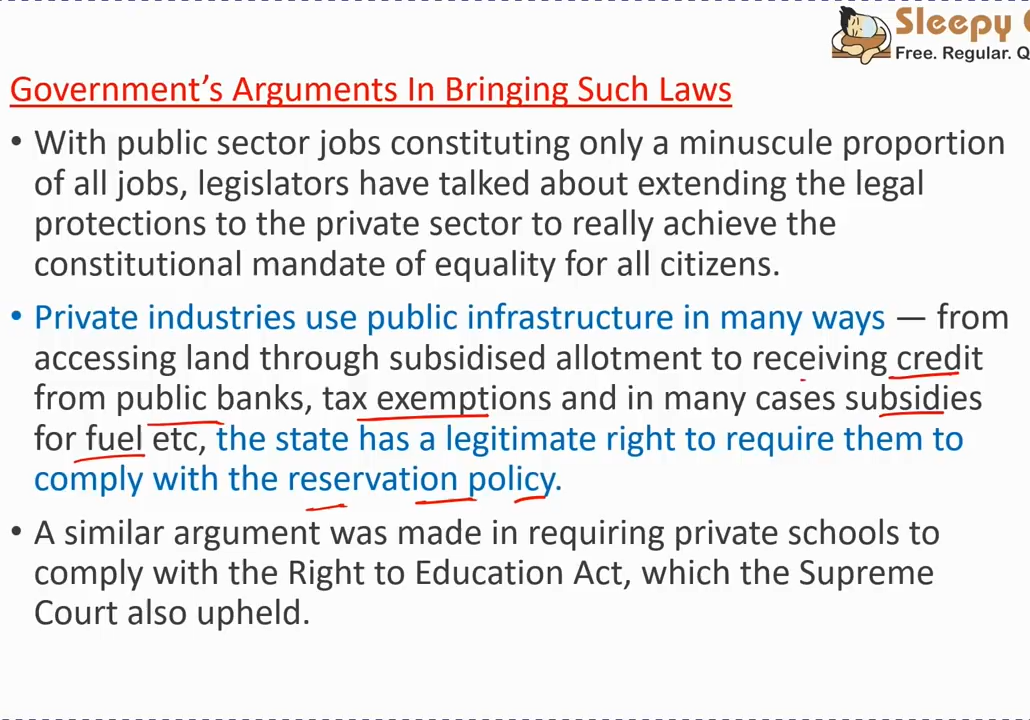 Sleepy
Free. Regular. Q
Government's Arguments In Bringing Such Laws
• With public sector jobs constituting only a minuscule proportion
of all jobs, legislators have talked about extending the legal
protections to the private sector to really achieve the
constitutional mandate of equality for all citizens.
• Private industries use public infrastructure in many ways — from
accessing land through subsidised allotment to receiving credit
from public banks, tax exemptions and in many cases subsidies
for fuel etc, the state has a legitimate right to require them to
comply with the reservation policy.
• A similar argument was made in requiring private schools to
comply with the Right to Education Act, which the Supreme
Court also upheld.